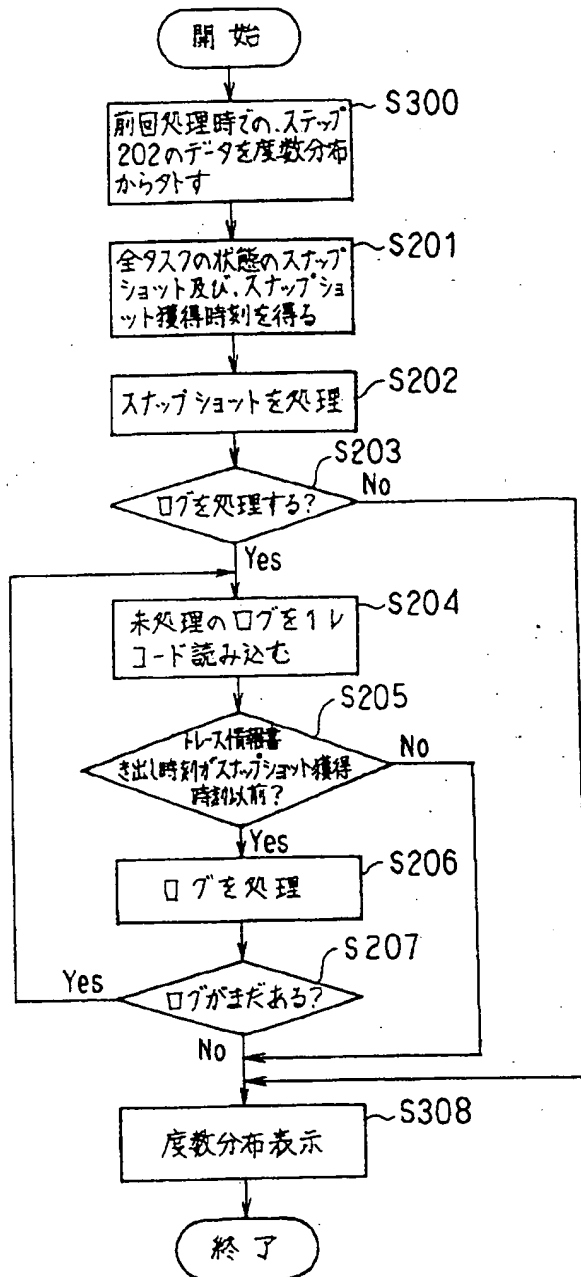 開始
S300
前回処理時での、ステップ
202のデータを度数分布
から外す
S201
全タスクの状態のスナップ
ショット及び、スナップショ
ット獲得時刻を得る
S202
スナップショットを処理
S203
ログを処理する?
No
Yes
S204
未処理のログを1レ
コード読み込む
S205
トレース情報書
き出し時刻がスナップショット獲得
時刻以前?
No
Yes
S206
ログを処理
S207
ログがまだある?
Yes
No
S308
度数分布表示
終了